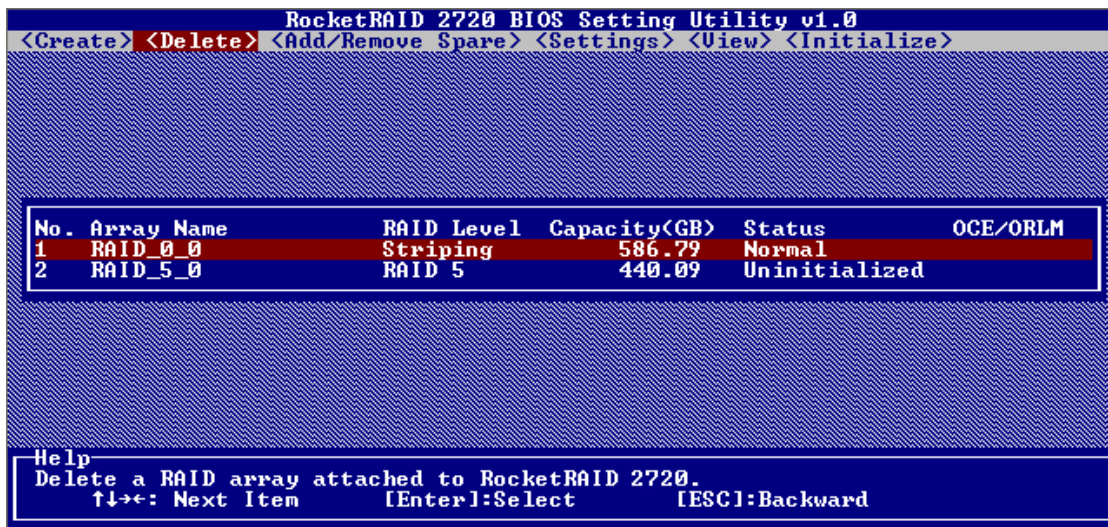 RocketRAID 2720 BIOS Setting Utility v1.0
<Create> <Delete> <Add/Remove Spare> <Settings> <View> <Initialize>
No. Array Name RAID Level Capacity(GB) Status OCE/ORLM
1 RAID_0_0 Striping 586.79 Normal
2 RAID_5_0 RAID 5 440.09 Uninitialized
Help
Delete a RAID array attached to RocketRAID 2720.
↑↓→←: Next Item [Enter]:Select [ESC]:Backward